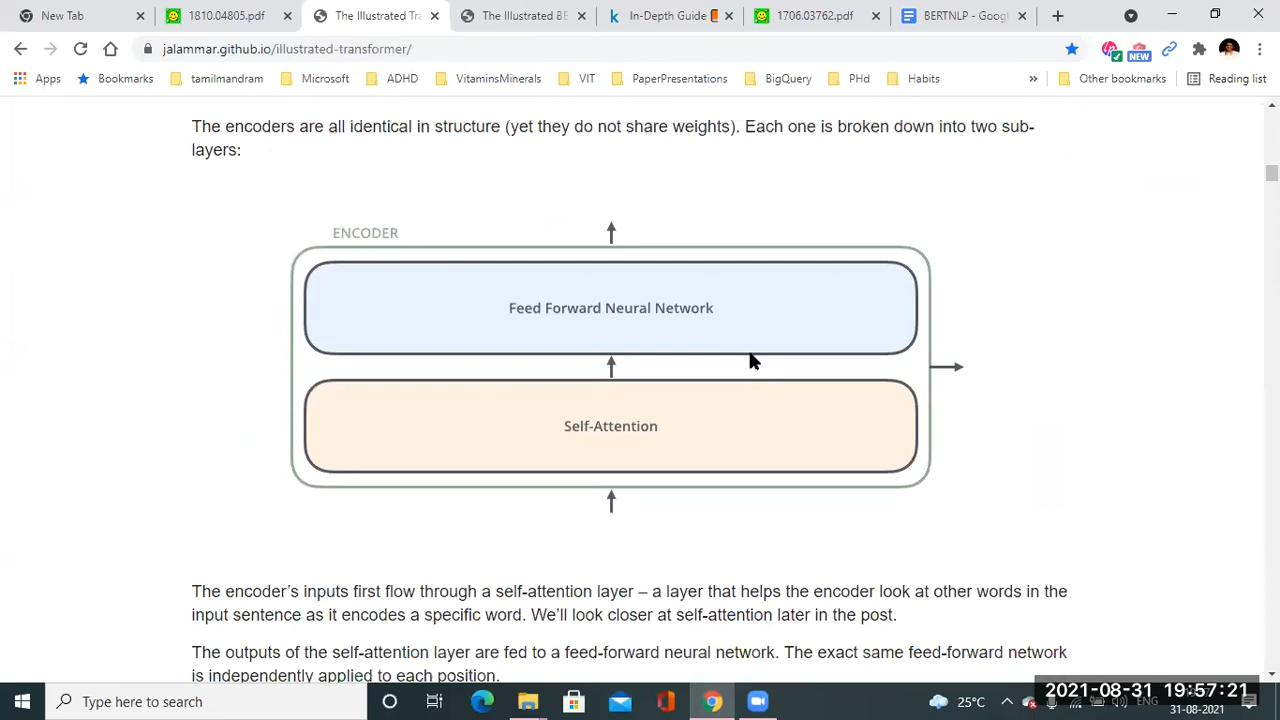 New Tab
1810.04805.pdf
The Illustrated Tra
The Illustrated BE
In-Depth Guide
1706.03762.pdf
BERTNLP - Googl
jalammar.github.io/illustrated-transformer/
NEW
Apps
Bookmarks
tamilmandram
Microsoft
ADHD
VitaminsMinerals
VIT
PaperPresentations
BigQuery
PHd
Habits
»
Other bookmarks
Reading list
The encoders are all identical in structure (yet they do not share weights). Each one is broken down into two sub-
layers:
ENCODER
Feed Forward Neural Network
Self-Attention
The encoder's inputs first flow through a self-attention layer – a layer that helps the encoder look at other words in the
input sentence as it encodes a specific word. We'll look closer at self-attention later in the post.
The outputs of the self-attention layer are fed to a feed-forward neural network. The exact same feed-forward network
is independently applied to each position.
Type here to search
25°C
ENG
2021-08-31 19:57:21
31-08-2021